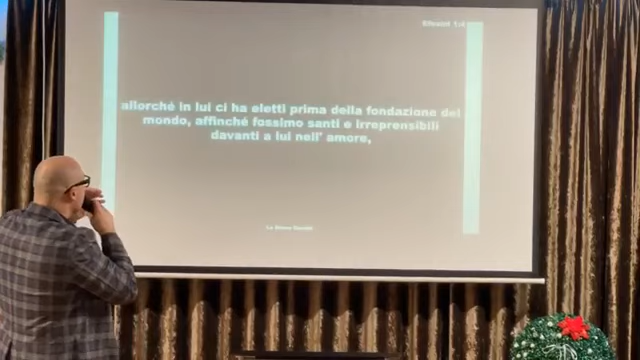 Efesini 1:4
allorché in lui ci ha eletti prima della fondazione del
mondo, affinché fossimo santi e irreprensibili
davanti a lui nell' amore,